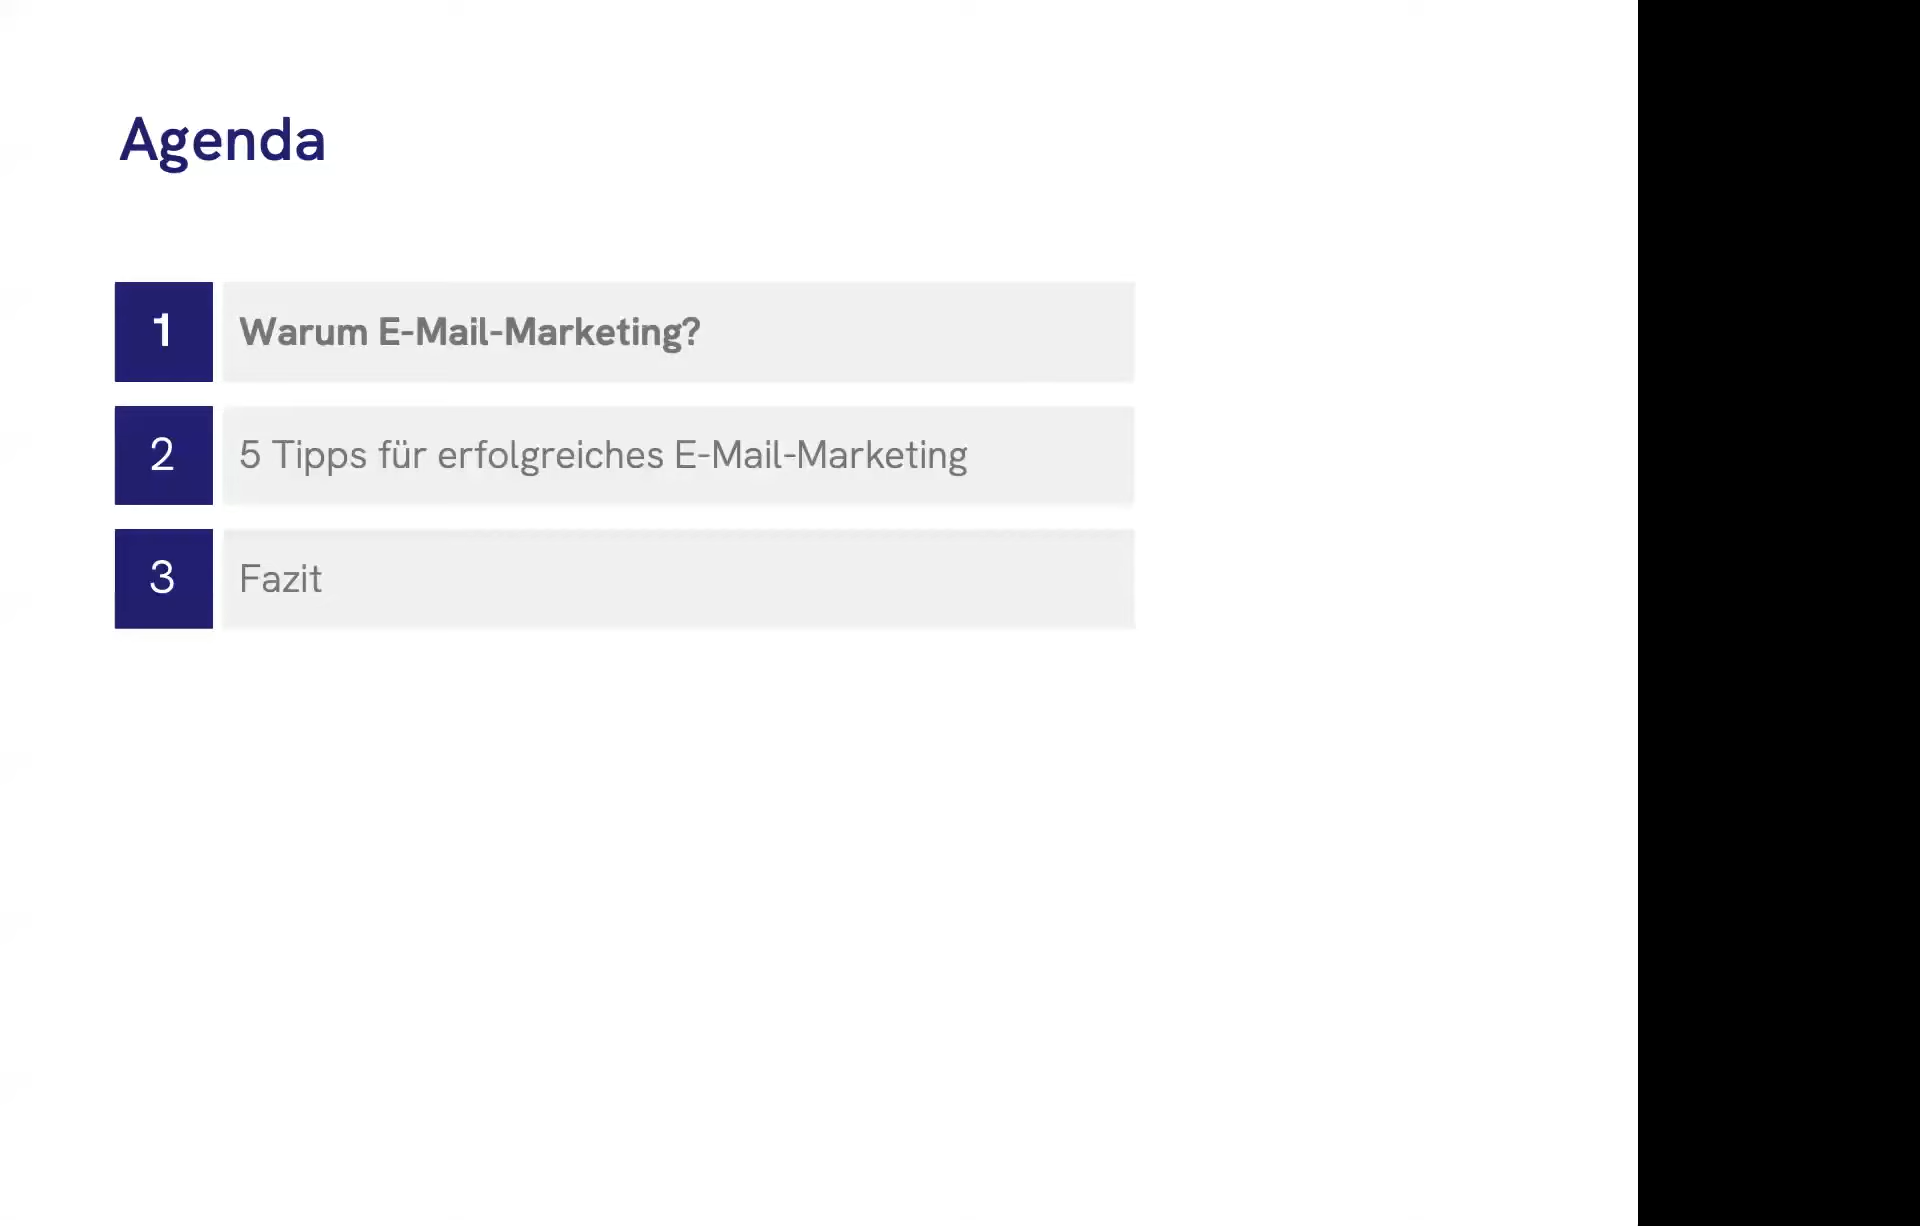 Agenda
1 Warum E-Mail-Marketing?
2 5 Tipps für erfolgreiches E-Mail-Marketing
3 Fazit